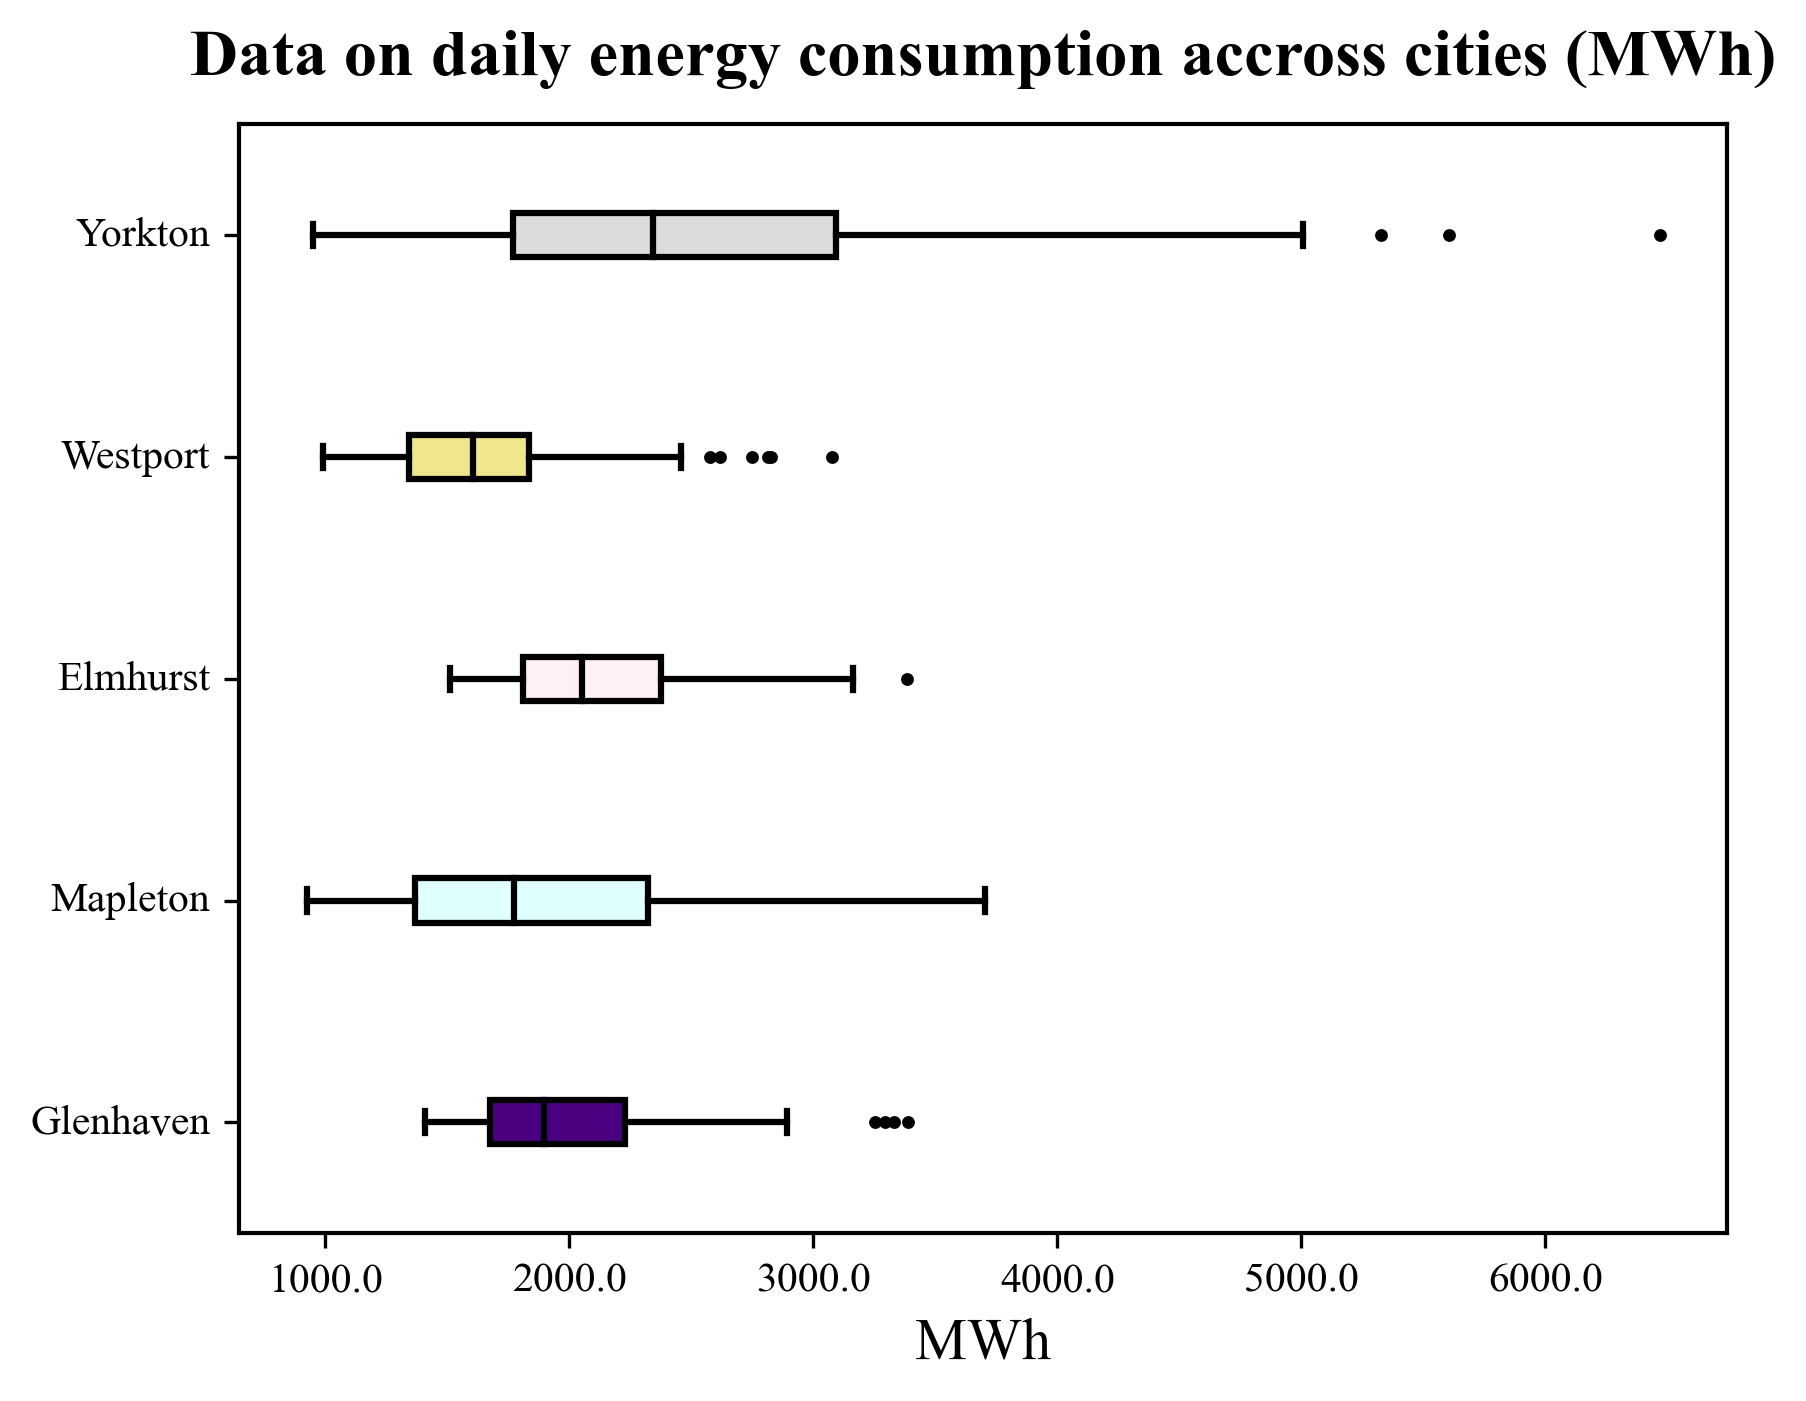 Data on daily energy consumption accross cities (MWh)
Yorkton
Westport
Elmhurst
Mapleton
Glenhaven
1000.0 2000.0 3000.0 4000.0 5000.0 6000.0
MWh